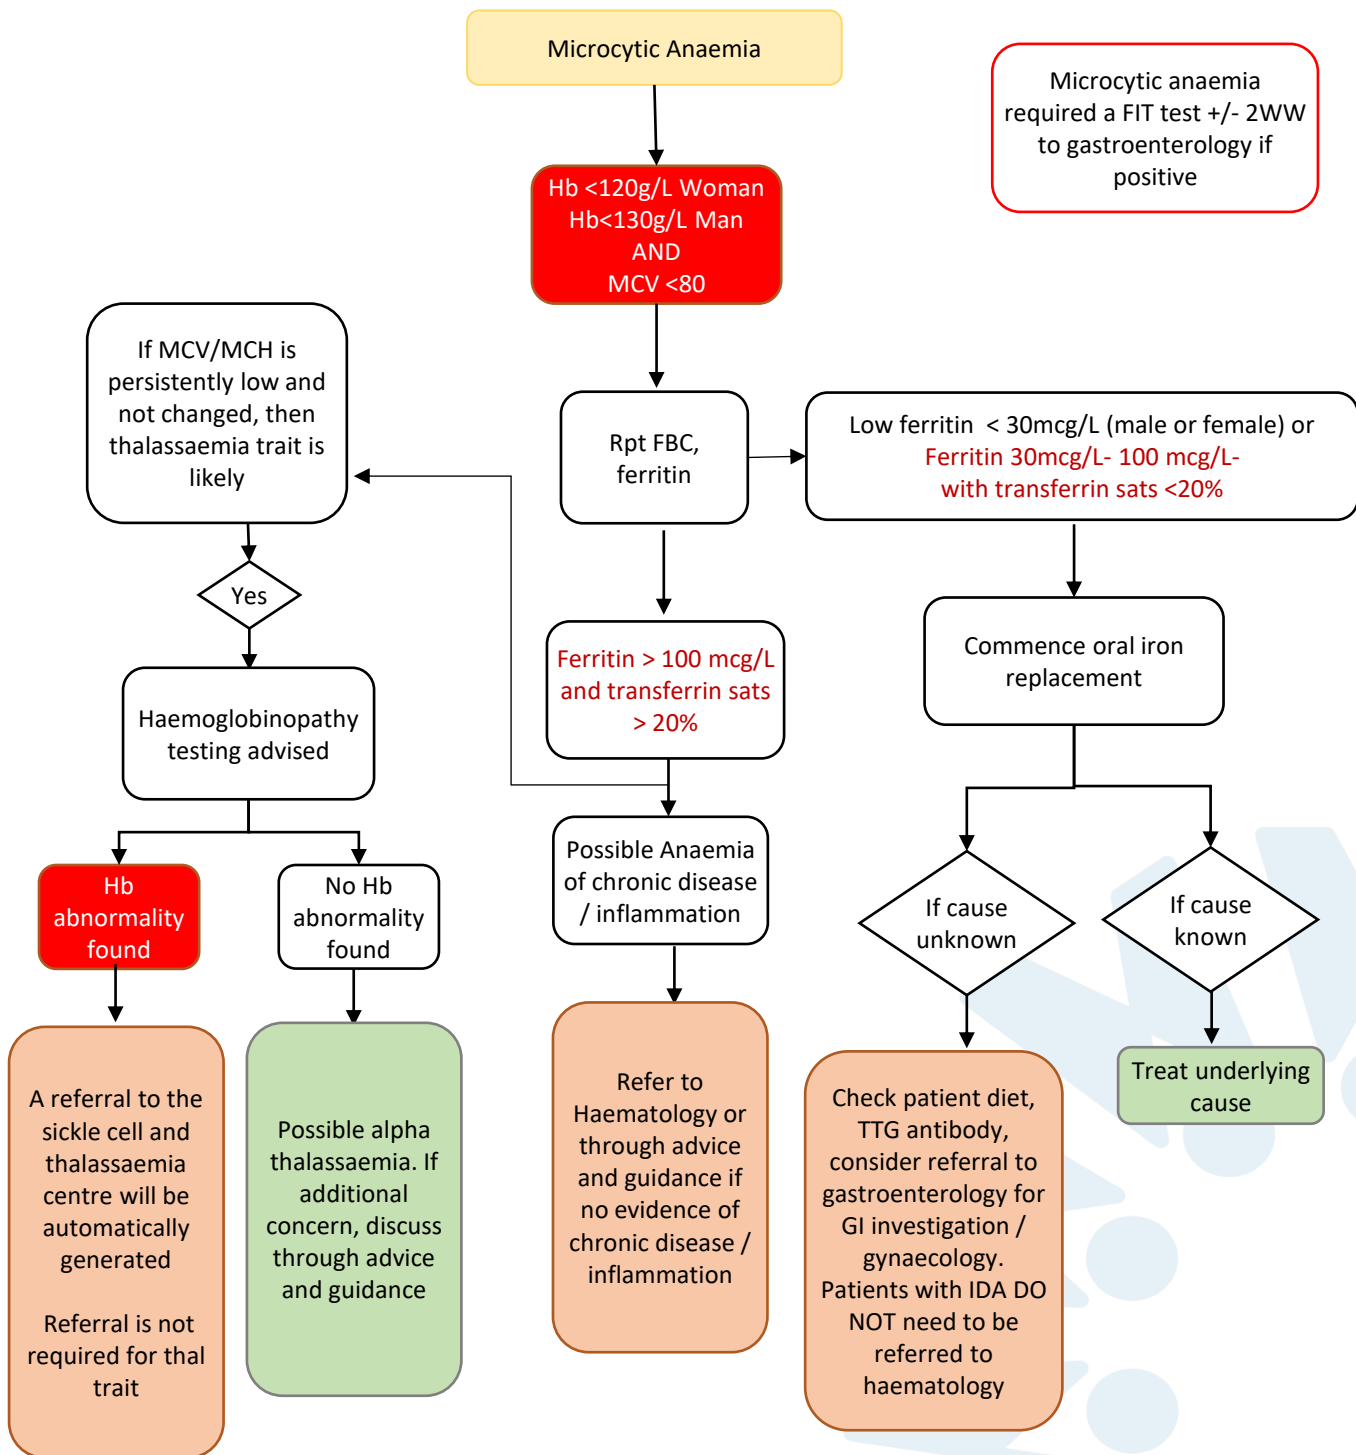 Microcytic Anaemia
Microcytic anaemia
required a FIT test +/- 2WW
to gastroenterology if
positive
Hb <120g/L Woman
Hb<130g/L Man
AND
MCV <80
If MCV/MCH is
persistently low and
not changed, then
thalassaemia trait is
likely
Rpt FBC,
ferritin
Low ferritin < 30mcg/L (male or female) or
Ferritin 30mcg/L- 100 mcg/L-
with transferrin sats <20%
Yes
Commence oral iron
replacement
Ferritin > 100 mcg/L
and transferrin sats
> 20%
Haemoglobinopathy
testing advised
Possible Anaemia
of chronic disease
/ inflammation
If cause
unknown
If cause
known
Hb
abnormality
found
No Hb
abnormality
found
A referral to the
sickle cell and
thalassaemia
centre will be
automatically
generated
Referral is not
required for thal
trait
Possible alpha
thalassaemia. If
additional
concern, discuss
through advice
and guidance
Refer to
Haematology or
through advice
and guidance if
no evidence of
chronic disease /
inflammation
Check patient diet,
TTG antibody,
consider referral to
gastroenterology for
GI investigation /
gynaecology.
Patients with IDA DO
NOT need to be
referred to
haematology
Treat underlying
cause